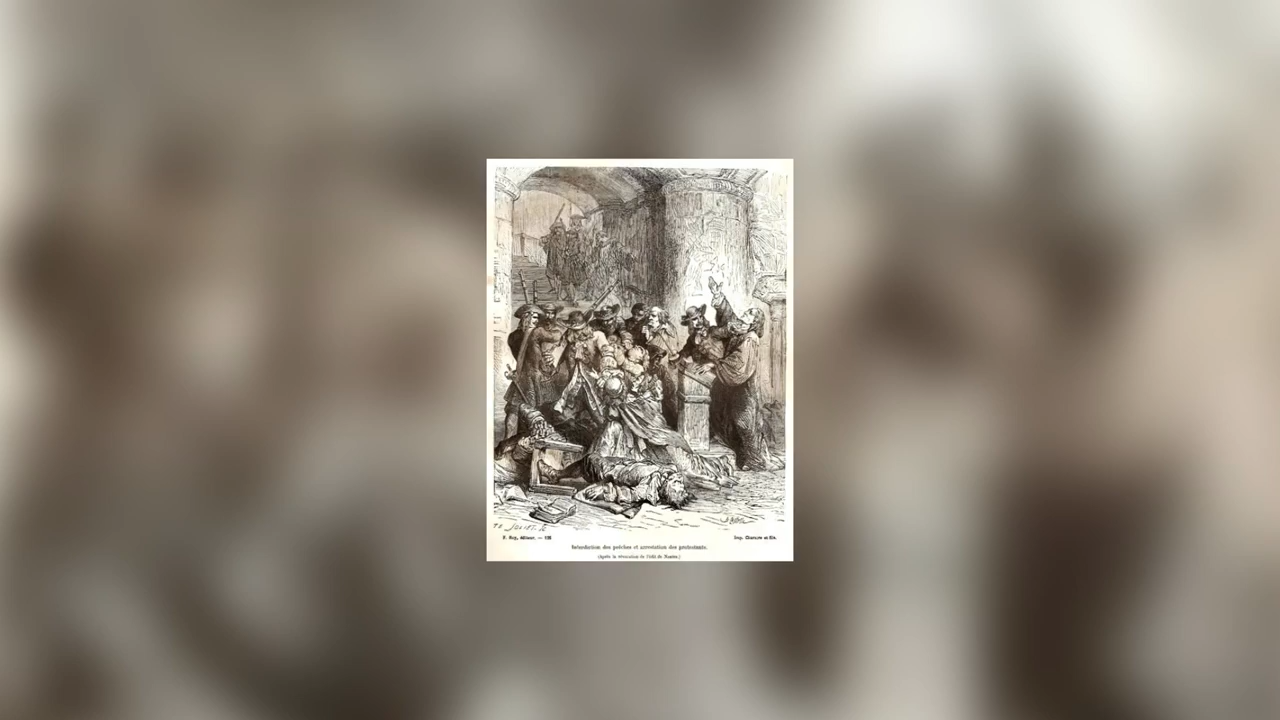 F. Roy, éditeur. —
Imp. Charaire et Cie.
Interdiction des prêches et arrestation des protestants.
(Après la révocation de l'édit de Nantes.)